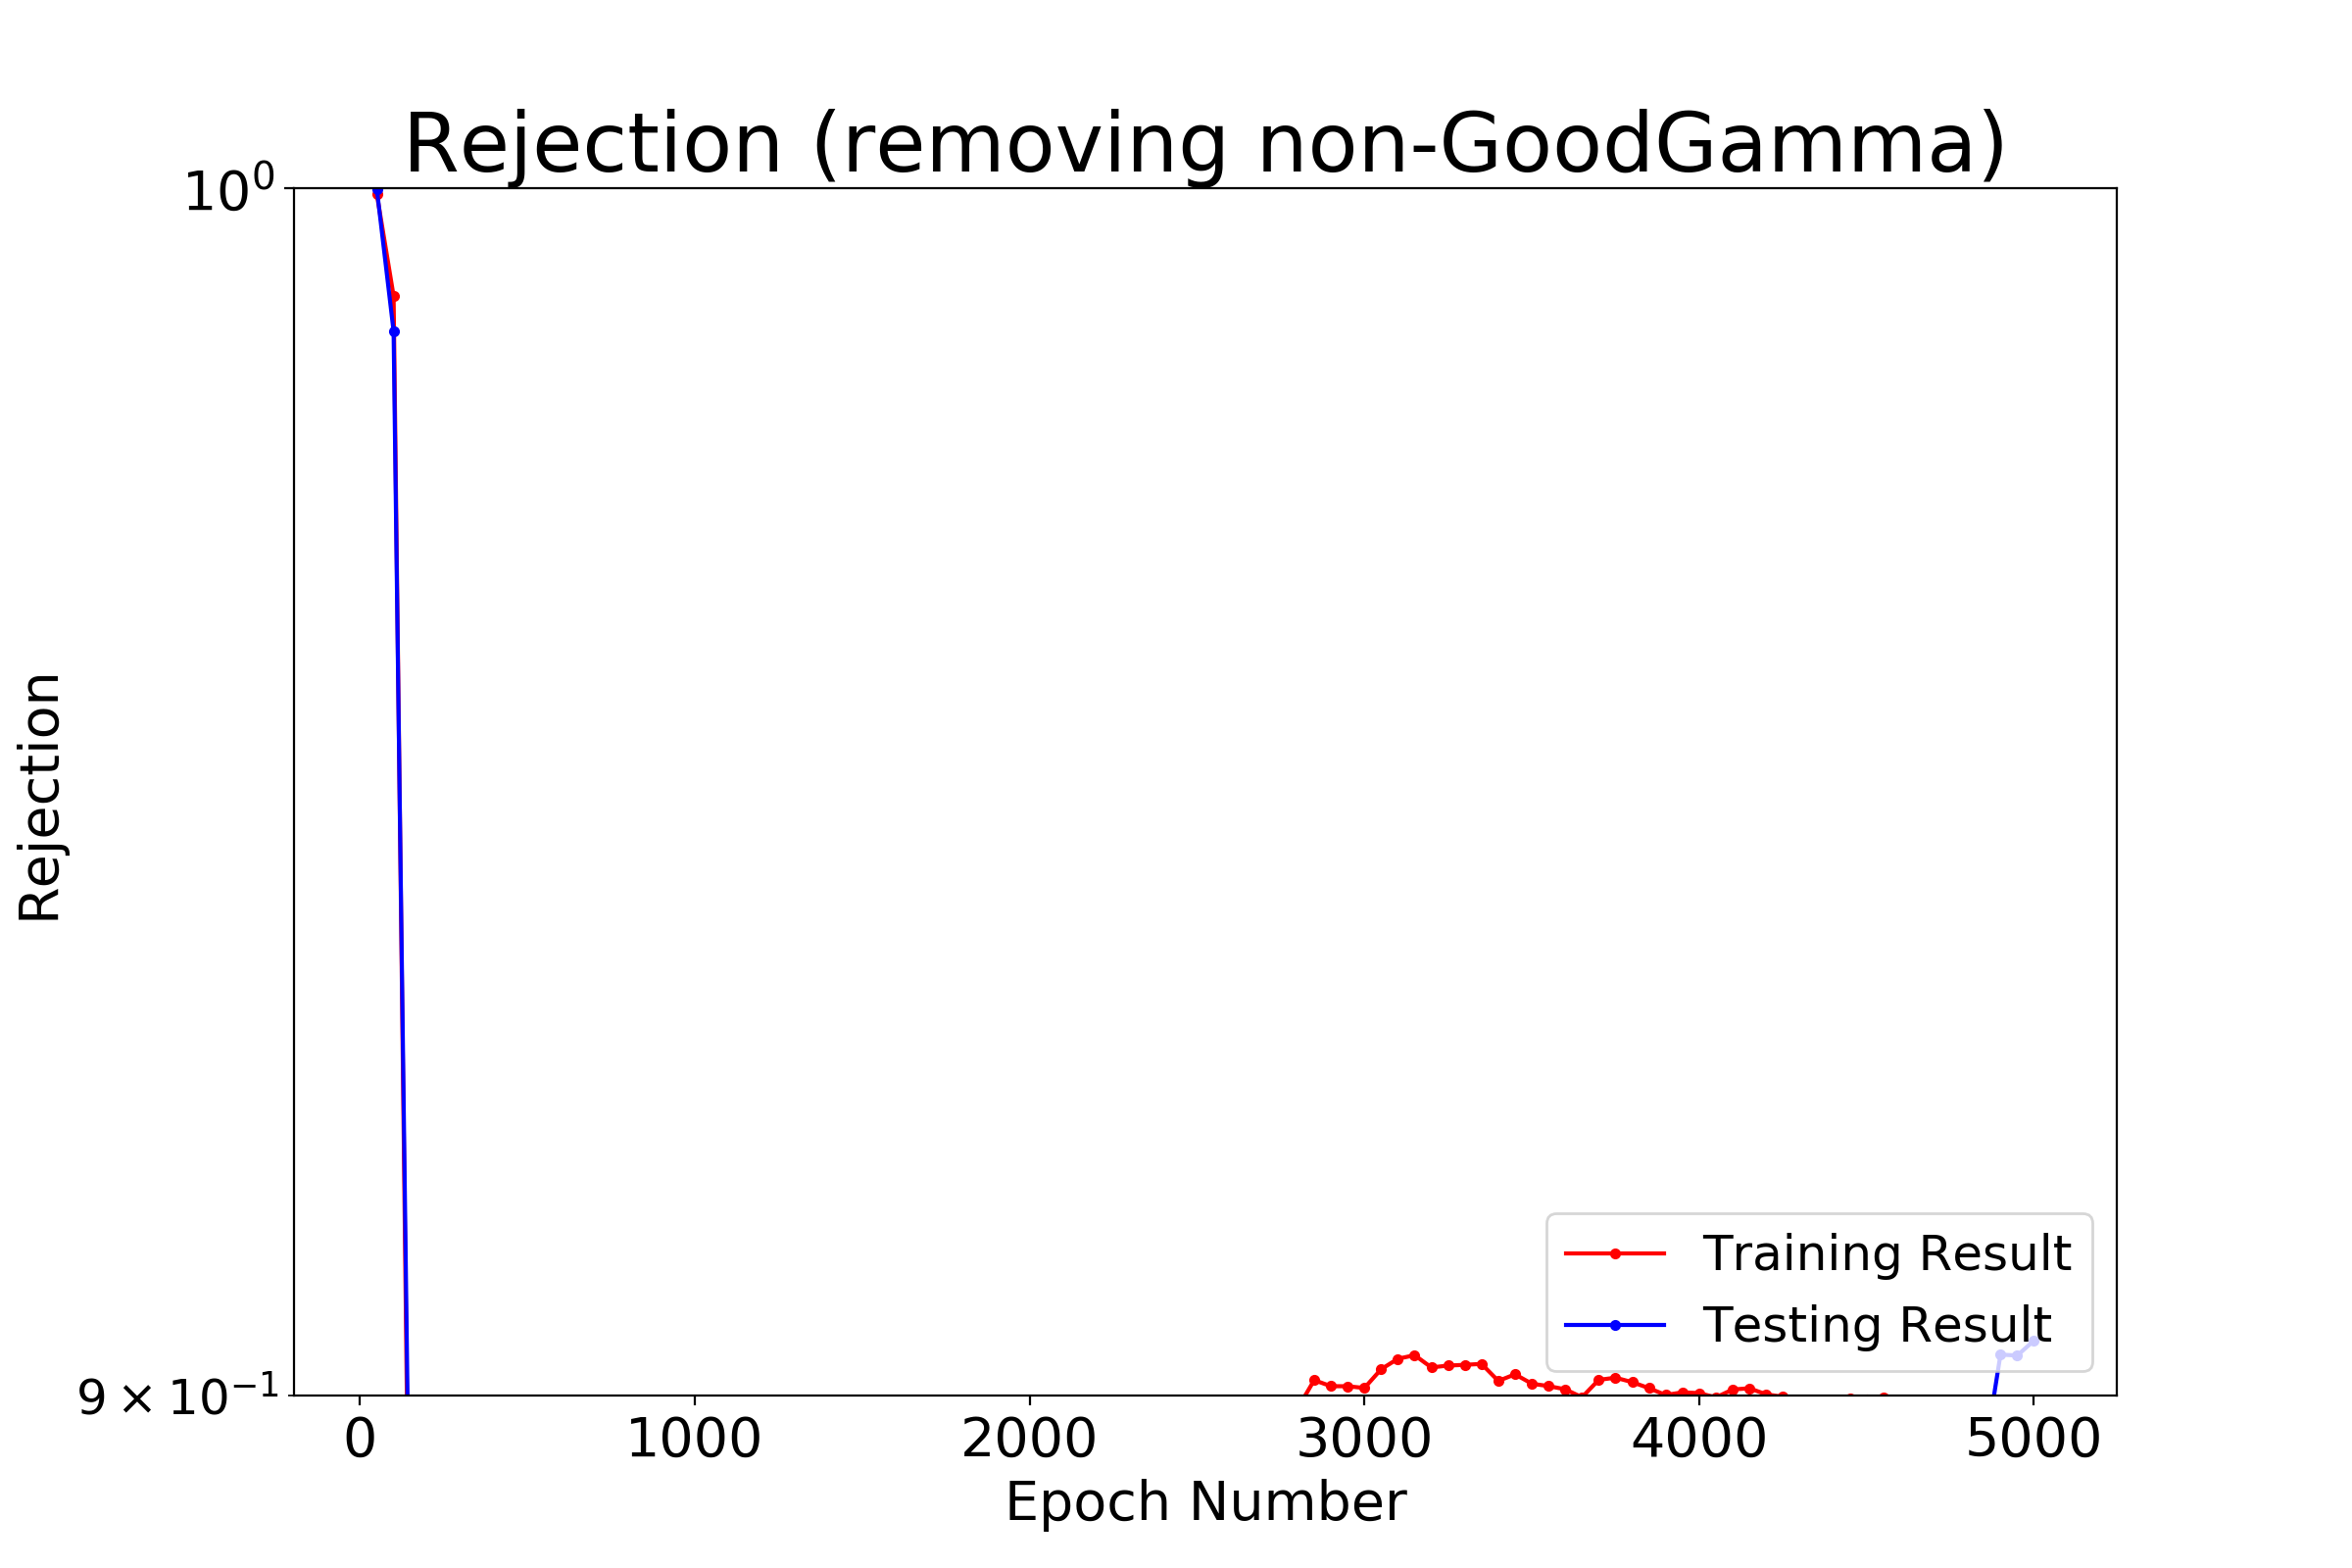 Rejection (removing non-GoodGamma)
10⁰
Rejection
9 × 10⁻¹
Training Result
Testing Result
0 1000 2000 3000 4000 5000
Epoch Number